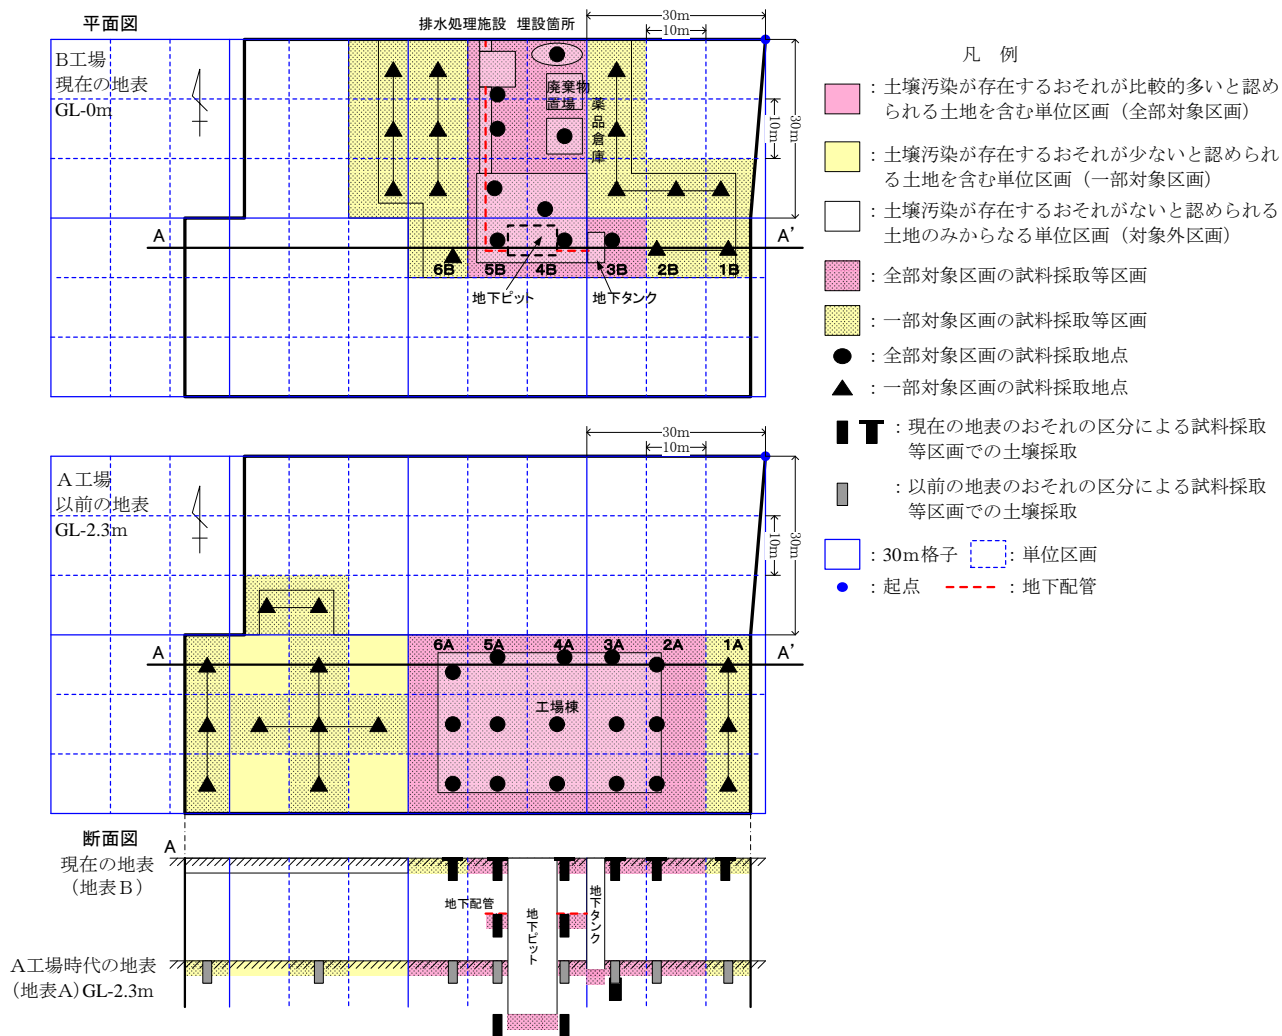 平面図
排水処理施設 埋設箇所
30m
10m
B工場
現在の地表
GL-0m
廃棄物
置場
薬品倉庫
10m
30m
A
A’
6B
5B
4B
3B
2B
1B
地下ピット
地下タンク
凡 例
：土壌汚染が存在するおそれが比較的多いと認め
られる土地を含む単位区画（全部対象区画）
：土壌汚染が存在するおそれが少ないと認められ
る土地を含む単位区画（一部対象区画）
：土壌汚染が存在するおそれがないと認められる
土地のみからなる単位区画（対象外区画）
：全部対象区画の試料採取等区画
：一部対象区画の試料採取等区画
：全部対象区画の試料採取地点
：一部対象区画の試料採取地点
：現在の地表のおそれの区分による試料採取
等区画での土壌採取
：以前の地表のおそれの区分による試料採取
等区画での土壌採取
：30m格子
：単位区画
：起点
：地下配管
30m
10m
A工場
以前の地表
GL-2.3m
10m
30m
A
A’
6A
5A
4A
3A
2A
1A
工場棟
断面図
A
現在の地表
（地表B）
地下配管
地下ピット
地下タンク
A工場時代の地表
（地表A）GL-2.3m